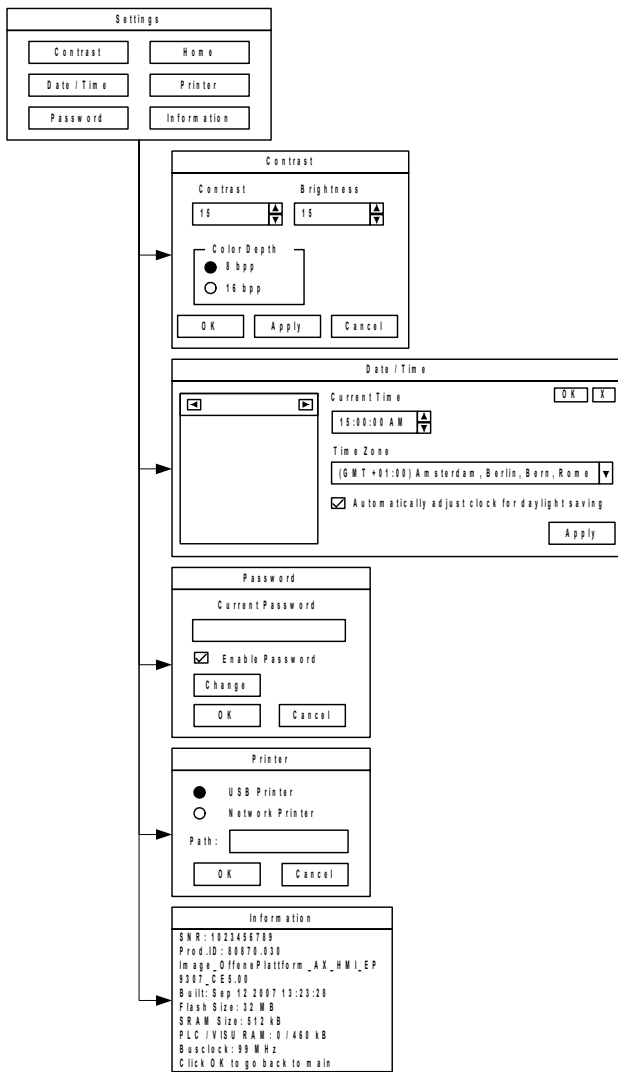 Settings
Contrast Home
Date / Time Printer
Password Information
Contrast
Contrast Brightness
15 15
Color Depth
8 bpp
16 bpp
OK Apply Cancel
Date / Time
Current Time OK X
15:00:00 AM
Time Zone
(GMT +01:00) Amsterdam, Berlin, Bern, Rome
Automatically adjust clock for daylight saving
Apply
Password
Current Password
Enable Password
Change
OK Cancel
Printer
USB Printer
Network Printer
Path:
OK Cancel
Information
SNR: 1023456789
Prod.ID: 80870.030
Image_OffenePlattform_AX_HMI_EP
9307_CE5.00
Built: Sep 12 2007 13:23:28
Flash Size: 32 MB
SRAM Size: 512 kB
PLC / VISU RAM: 0 / 460 kB
Busclock: 99 MHz
Click OK to go back to main